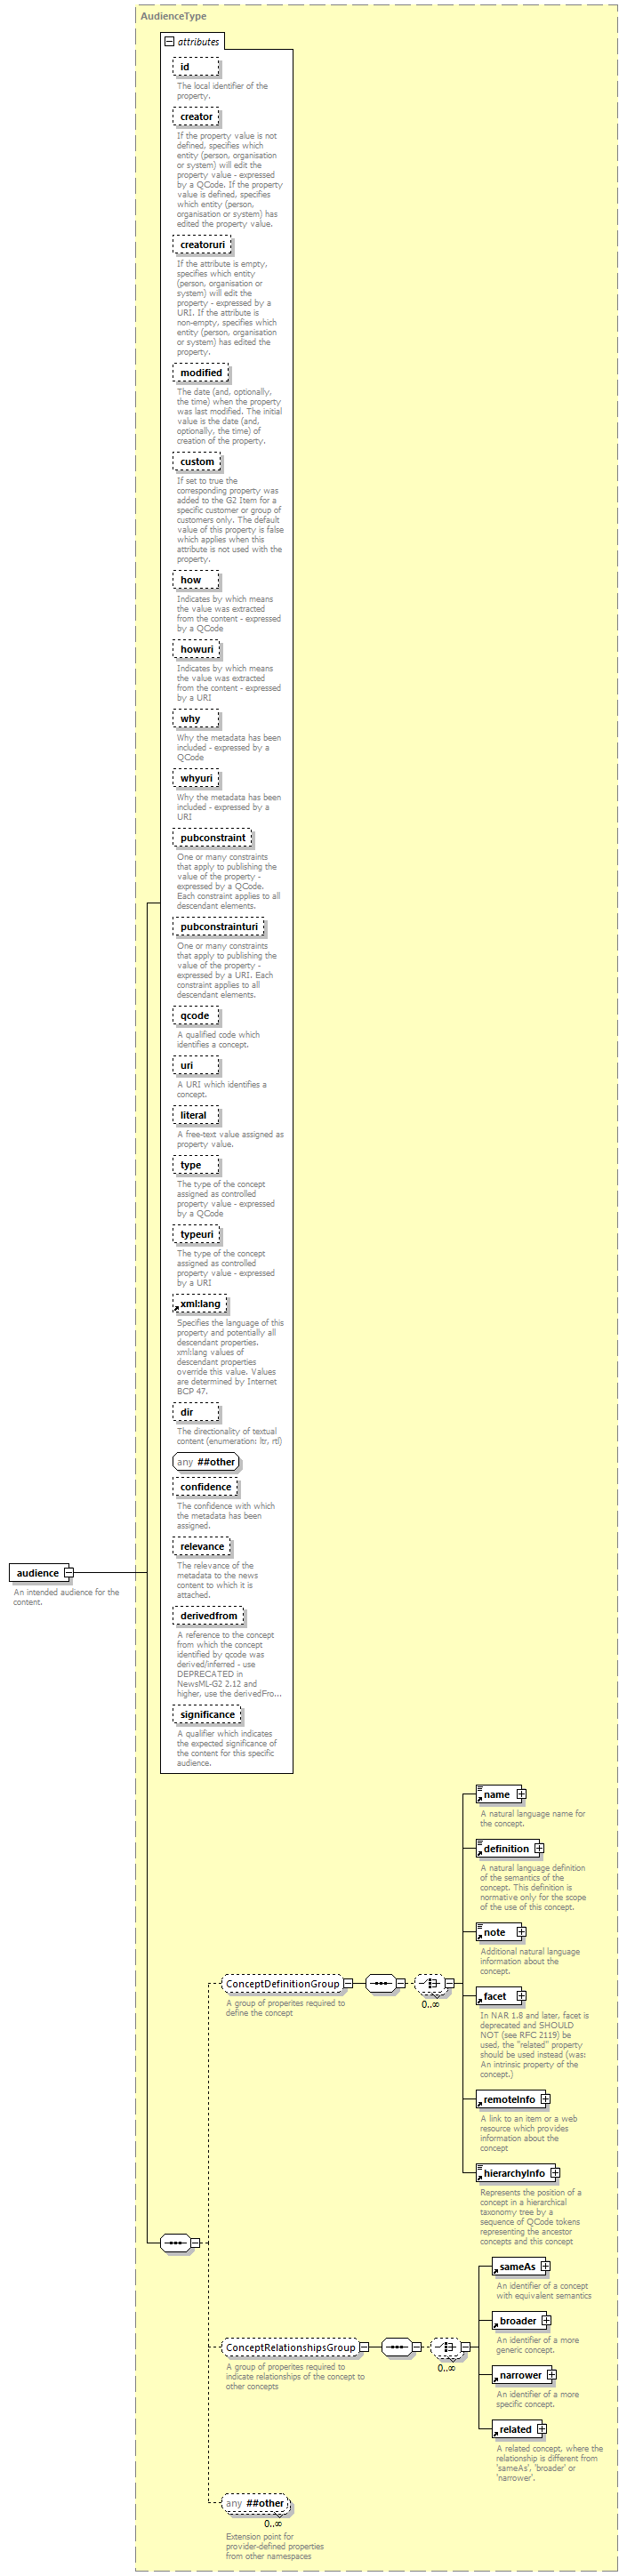 AudienceType
attributes
id
The local identifier of the
property.
creator
If the property value is not
defined, specifies which
entity (person, organisation
or system) will edit the
property value - expressed
by a QCode. If the property
value is defined, specifies
which entity (person,
organisation or system) has
edited the property value.
creatoruri
If the attribute is empty,
specifies which entity
(person, organisation or
system) will edit the
property - expressed by a
URI. If the attribute is
non-empty, specifies which
entity (person, organisation
or system) has edited the
property.
modified
The date (and, optionally,
the time) when the property
was last modified. The initial
value is the date (and,
optionally, the time) of
creation of the property.
custom
If set to true the
corresponding property was
added to the G2 Item for a
specific customer or group of
customers only. The default
value of this property is false
which applies when this
attribute is not used with the
property.
how
Indicates by which means
the value was extracted
from the content - expressed
by a QCode
howuri
Indicates by which means
the value was extracted
from the content - expressed
by a URI
why
Why the metadata has been
included - expressed by a
QCode
whyuri
Why the metadata has been
included - expressed by a
URI
pubconstraint
One or many constraints
that apply to publishing the
value of the property -
expressed by a QCode.
Each constraint applies to all
descendant elements.
pubconstrainturi
One or many constraints
that apply to publishing the
value of the property -
expressed by a URI. Each
constraint applies to all
descendant elements.
qcode
A qualified code which
identifies a concept.
uri
A URI which identifies a
concept.
literal
A free-text value assigned as
property value.
type
The type of the concept
assigned as controlled
property value - expressed
by a QCode
typeuri
The type of the concept
assigned as controlled
property value - expressed
by a URI
xml:lang
Specifies the language of this
property and potentially all
descendant properties.
xml:lang values of
descendant properties
override this value. Values
are determined by Internet
BCP 47.
dir
The directionality of textual
content (enumeration: ltr, rtl)
any ##other
confidence
The confidence with which
the metadata has been
assigned.
relevance
The relevance of the
metadata to the news
content to which it is
attached.
derivedfrom
A reference to the concept
from which the concept
identified by qcode was
derived/inferred - use
DEPRECATED in
NewsML-G2 2.12 and
higher, use the derivedFro...
significance
A qualifier which indicates
the expected significance of
the content for this specific
audience.
audience
An intended audience for the
content.
ConceptDefinitionGroup
0..∞
A group of properites required to
define the concept
name
A natural language name for
the concept.
definition
A natural language definition
of the semantics of the
concept. This definition is
normative only for the scope
of the use of this concept.
note
Additional natural language
information about the
concept.
facet
In NAR 1.8 and later, facet is
deprecated and SHOULD
NOT (see RFC 2119) be
used, the "related" property
should be used instead (was:
An intrinsic property of the
concept.)
remoteInfo
A link to an item or a web
resource which provides
information about the
concept
hierarchyInfo
Represents the position of a
concept in a hierarchical
taxonomy tree by a
sequence of QCode tokens
representing the ancestor
concepts and this concept
ConceptRelationshipsGroup
0..∞
A group of properites required to
indicate relationships of the concept to
other concepts
sameAs
An identifier of a concept
with equivalent semantics
broader
An identifier of a more
generic concept.
narrower
An identifier of a more
specific concept.
related
A related concept, where the
relationship is different from
'sameAs', 'broader' or
'narrower'.
any ##other
0..∞
Extension point for
provider-defined properties
from other namespaces